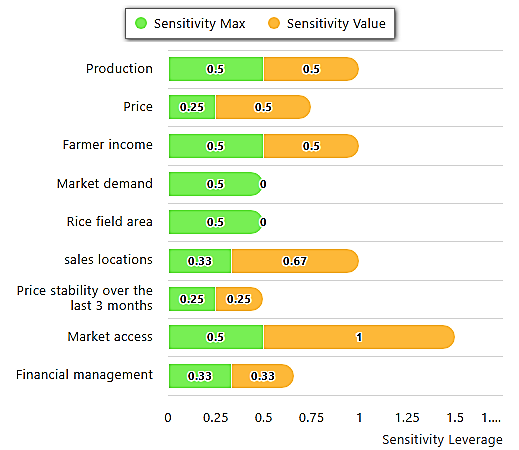 Sensitivity Max Sensitivity Value
Production 0.5 0.5
Price 0.25 0.5
Farmer income 0.5 0.5
Market demand 0.5 0
Rice field area 0.5 0
sales locations 0.33 0.67
Price stability over the
last 3 months 0.25 0.25
Market access 0.5 1
Financial management 0.33 0.33
0 0.25 0.5 0.75 1 1.25 1.5 1....
Sensitivity Leverage